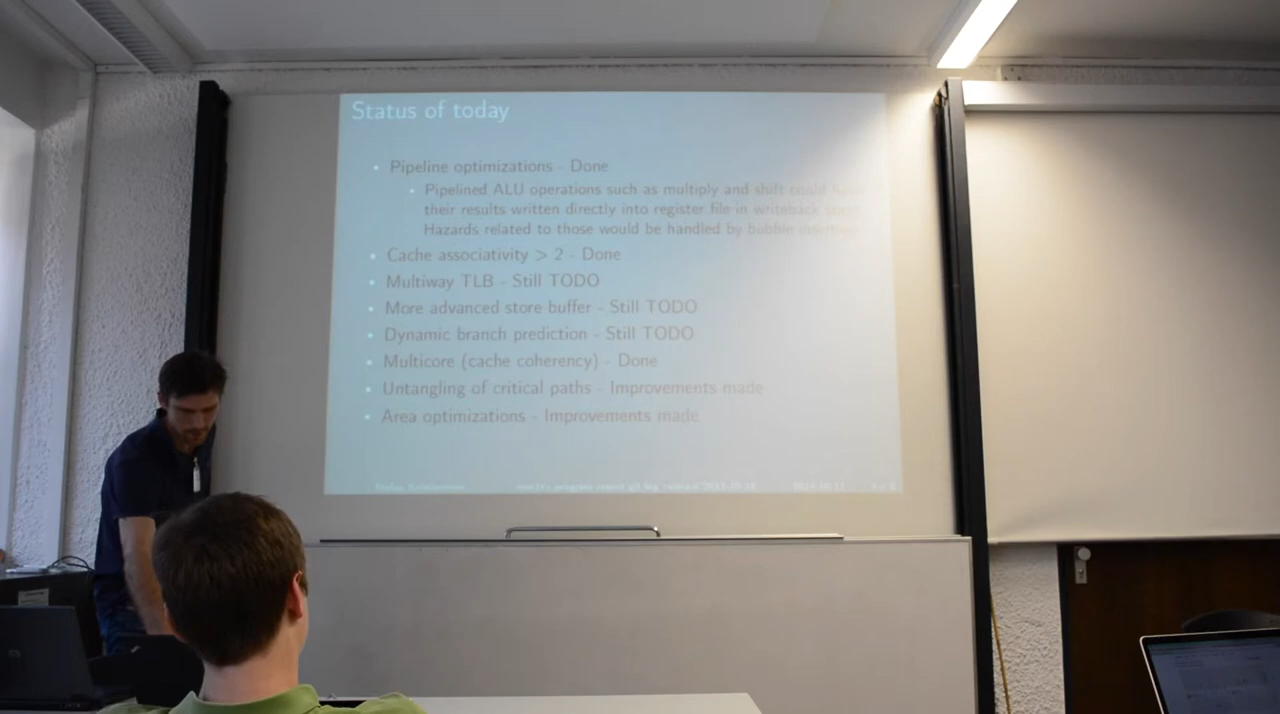 Status of today
Pipeline optimizations - Done
Pipelined ALU operations such as multiply and shift could have
their results written directly into register file in writeback
Hazards related to those would be handled by bubble insertion
Cache associativity > 2 - Done
Multiway TLB - Still TODO
More advanced store buffer - Still TODO
Dynamic branch prediction - Still TODO
Multicore (cache coherency) - Done
Untangling of critical paths - Improvements made
Area optimizations - Improvements made